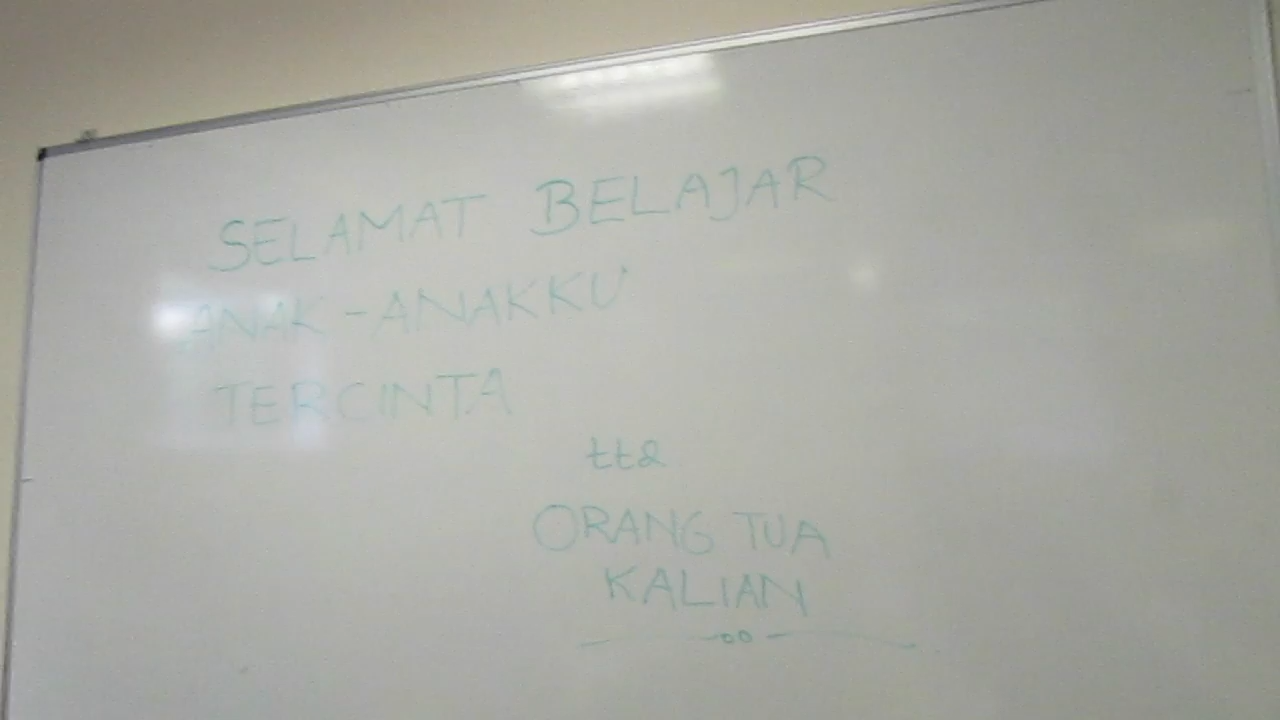 SELAMAT BELAJAR
ANAK-ANAKKU
TERCINTA
ttd
ORANG TUA
KALIAN